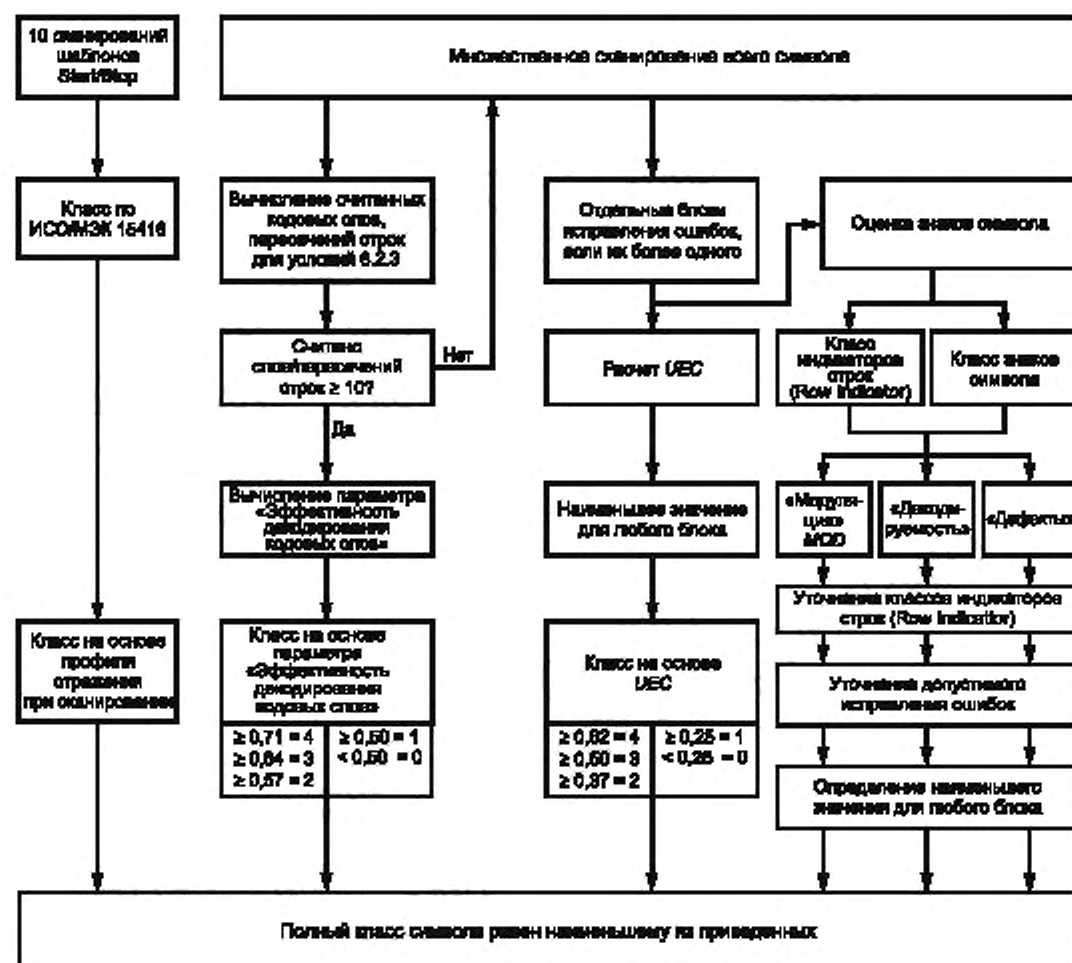 10 сканирований
шаблонов
Start/Stop
Множественное сканирование всего символа
Класс по
ИСО/МЭК 15416
Вычисление считанных
кодовых слов,
пересечений строк
для условий 6.2.3
Отдельные блоки
исправления ошибок,
если их более одного
Оценка знаков символа
Считано
слов/пересечений
строк ≥ 10?
Нет
Да
Расчет UEC
Класс
индикаторов
строк
(Row Indicator)
Класс знаков
символа
Вычисление параметра
«Эффективность
декодирования
кодовых слов»
Наименьшее значение
для любого блока
«Модуля-
ция»
MOD
«Декоди-
руемость»
«Дефекты»
Уточнения классов индикаторов
строк (Row Indicatior)
Класс на основе
профиля
отражения
при сканировании
Класс на основе
параметра
«Эффективность
декодирования
кодовых слов»
≥ 0,71 = 4
≥ 0,64 = 3
≥ 0,57 = 2
≥ 0,50 = 1
< 0,50 = 0
Класс на основе
UEC
≥ 0,62 = 4
≥ 0,50 = 3
≥ 0,37 = 2
≥ 0,25 = 1
< 0,25 = 0
Уточнения допустимого
исправления ошибок
Определение наименьшего
значения для любого блока
Полный класс символа равен наименьшему из приведенных